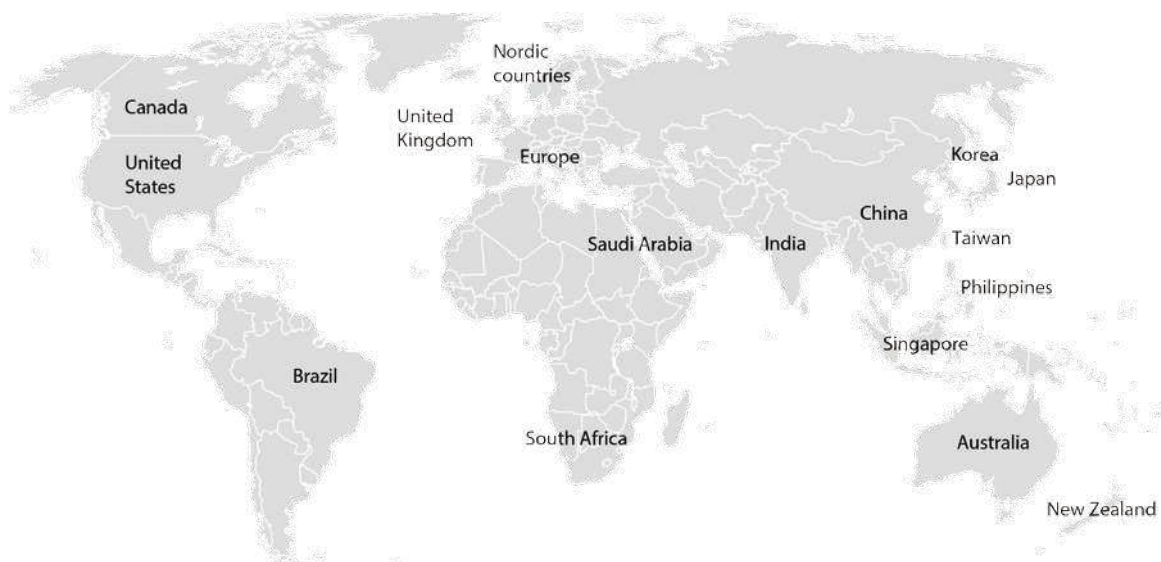 Nordic
countries
Canada
United
Kingdom
United
States
Europe
Korea
Japan
China
Taiwan
Saudi Arabia
India
Philippines
Singapore
Brazil
South Africa
Australia
New Zealand